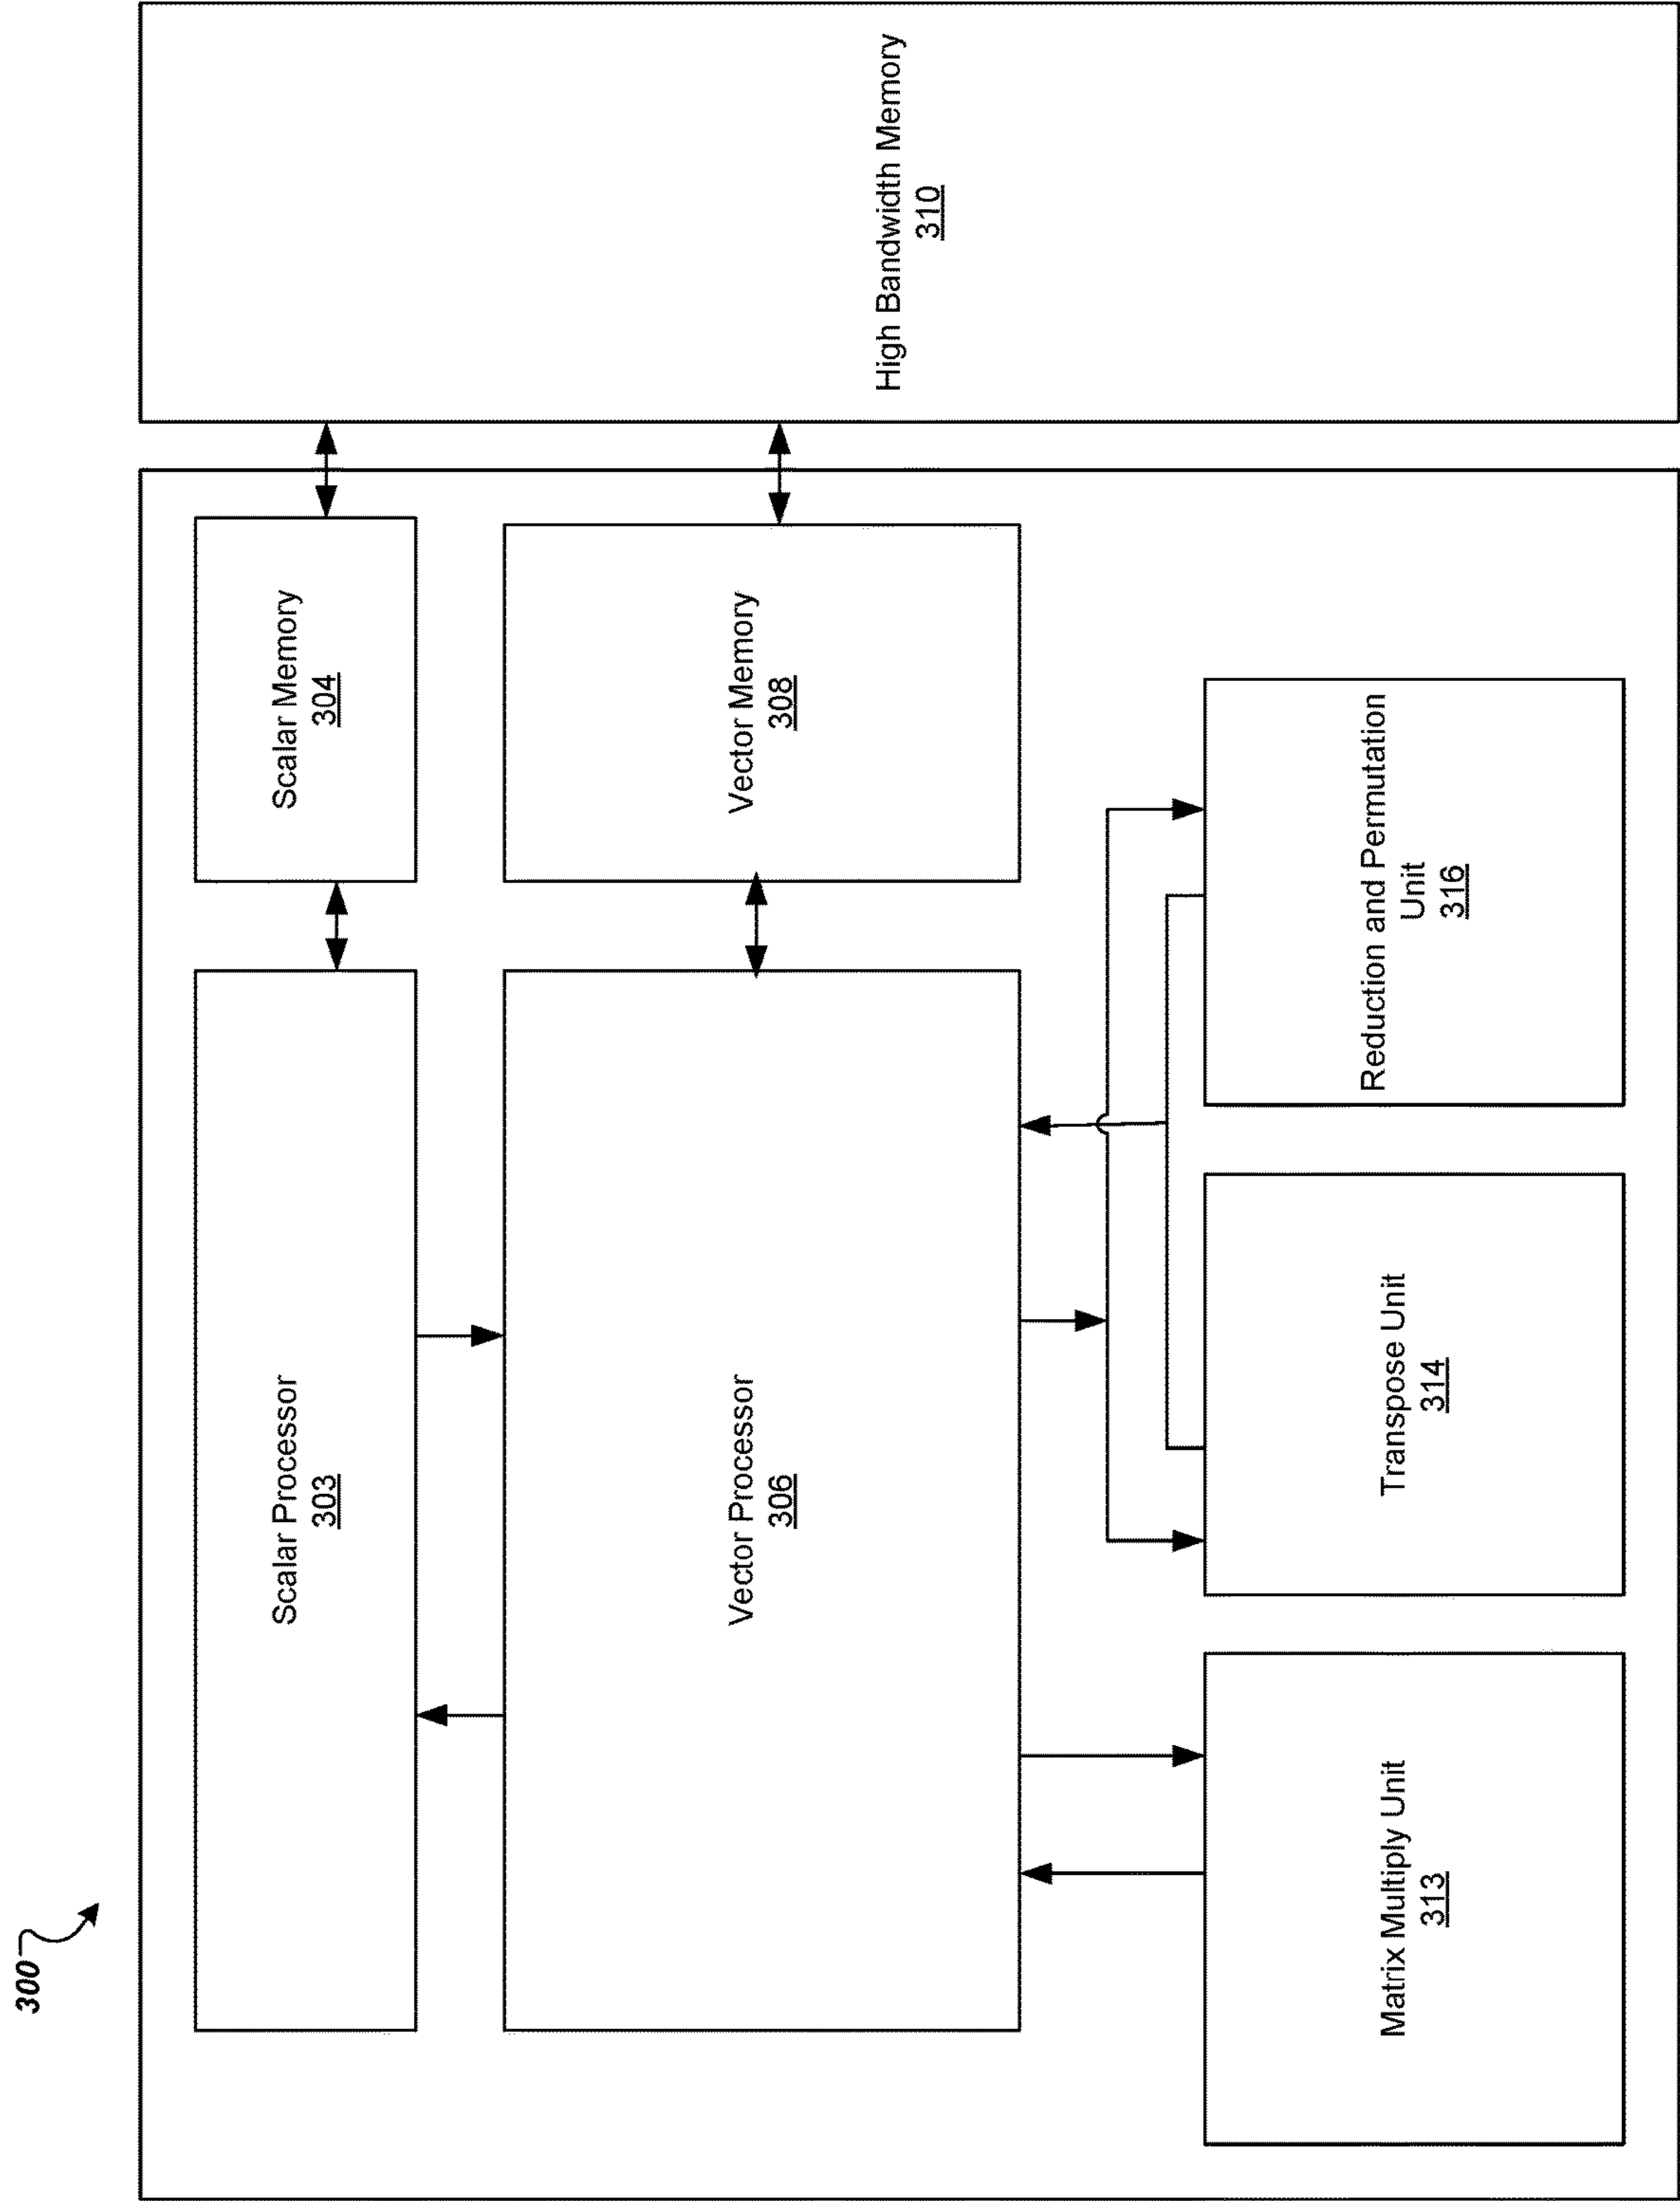 300
Scalar Processor
303
Scalar Memory
304
Vector Processor
306
Vector Memory
308
High Bandwidth Memory
310
Matrix Multiply Unit
313
Transpose Unit
314
Reduction and Permutation
Unit
316